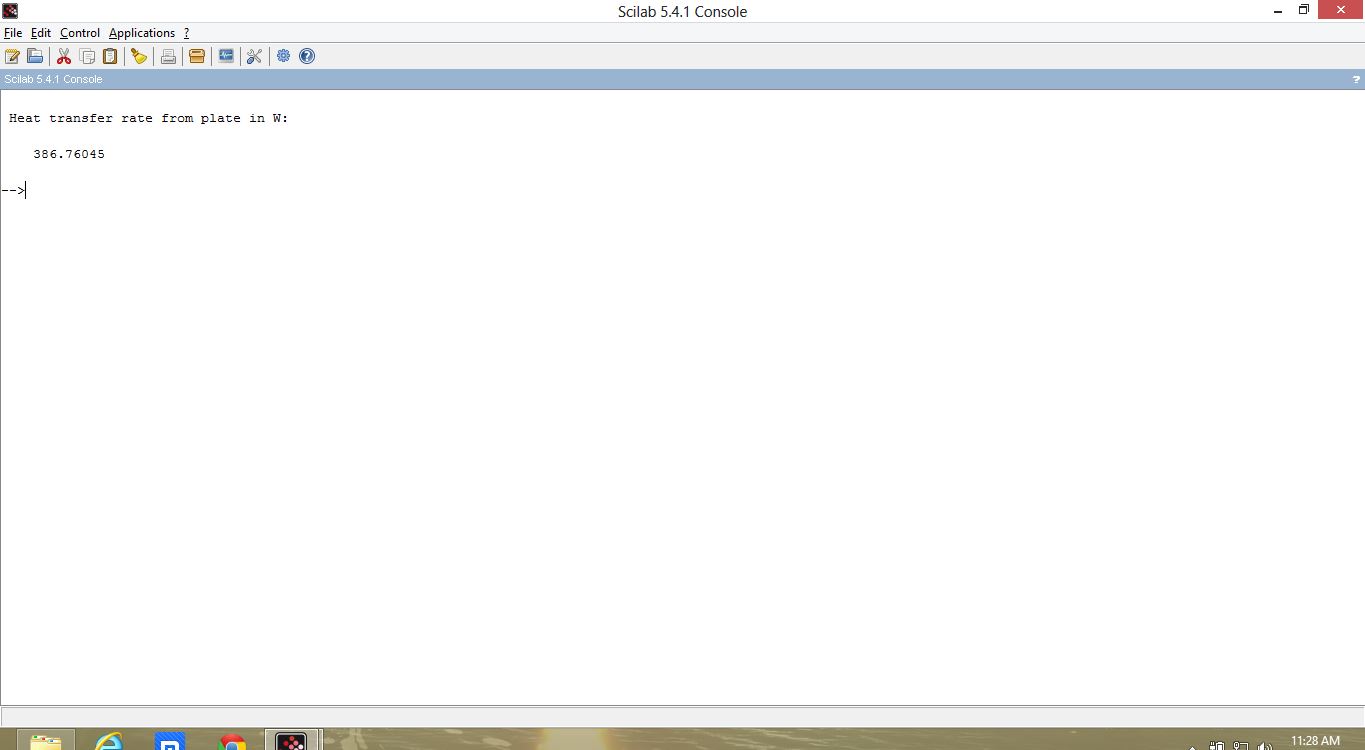 Scilab 5.4.1 Console
File Edit Control Applications ?
Scilab 5.4.1 Console ?
Heat transfer rate from plate in W:
386.76045
-->
11:28 AM